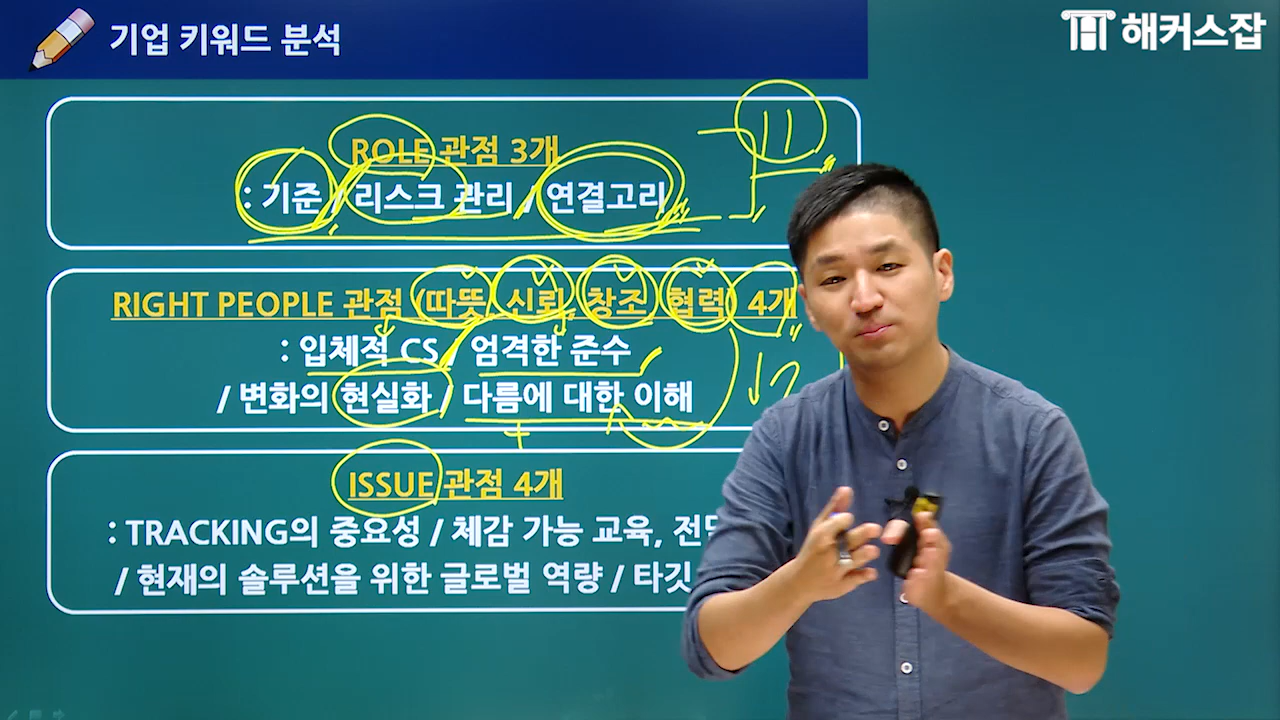 기업 키워드 분석
해커스잡
ROLE 관점 3개
: 기준 / 리스크 관리 / 연결고리
11
RIGHT PEOPLE 관점 (따뜻, 신뢰, 창조, 협력) 4개
: 입체적 CS / 엄격한 준수
/ 변화의 현실화 / 다름에 대한 이해
ISSUE 관점 4개
: TRACKING의 중요성 / 체감 가능 교육,
/ 현재의 솔루션을 위한 글로벌 역량 / 타깃